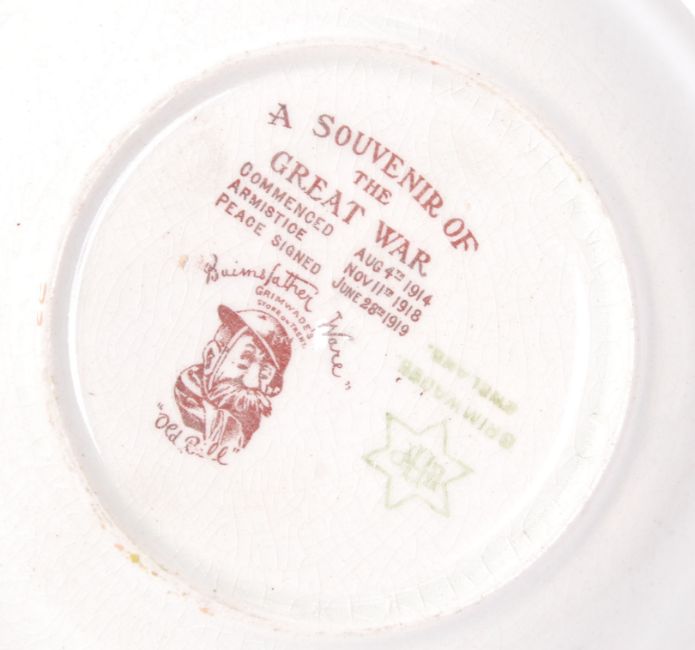 A SOUVENIR OF
THE
GREAT WAR
COMMENCED AUG 4TH 1914
ARMISTICE NOV 11TH 1918
PEACE SIGNED JUNE 28TH 1919
Bairnsfather Ware"
GRIMWADES
STOKE ON TRENT.
"Old Bill"
GRIMWADES
ENGLAND.